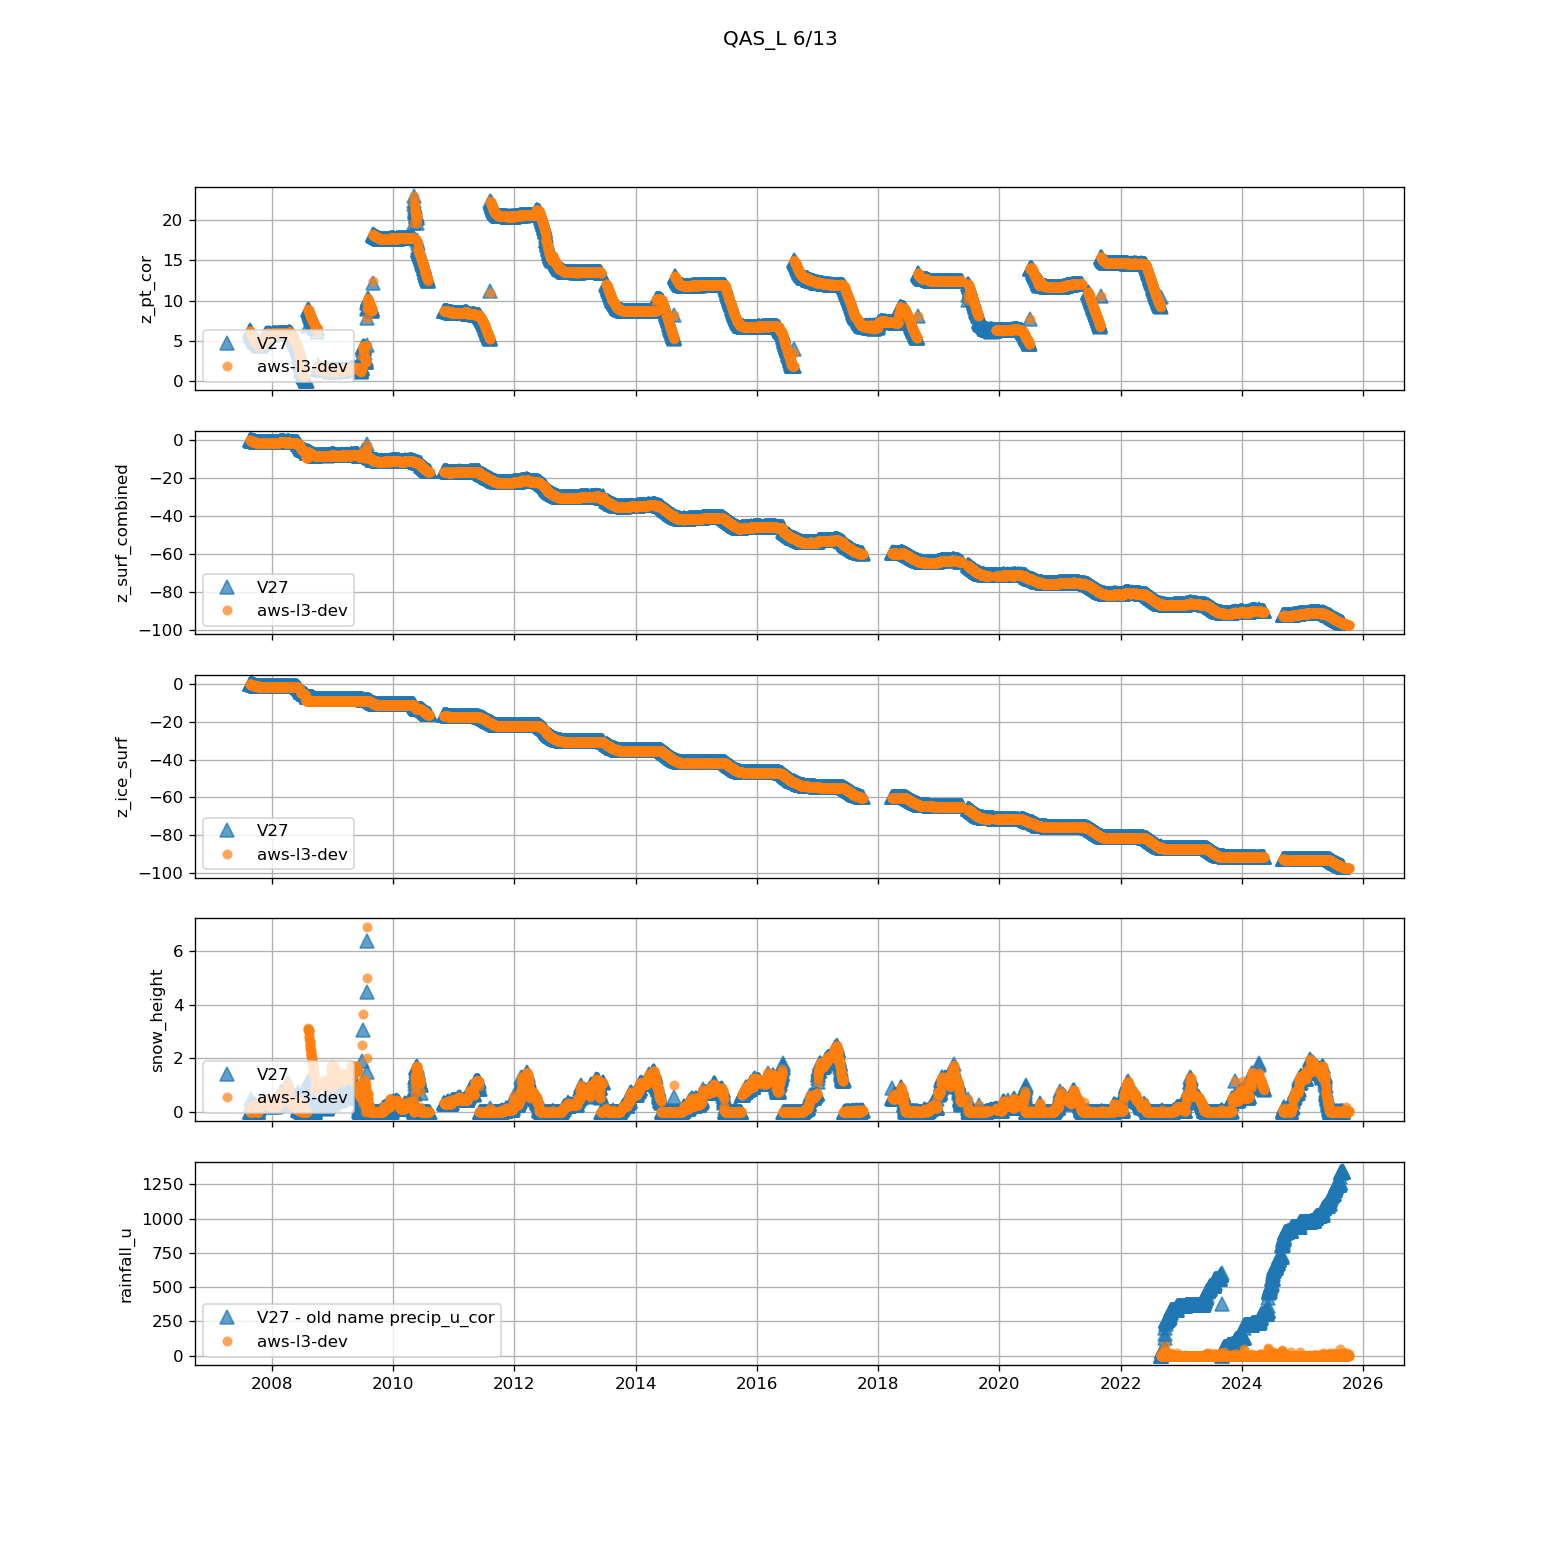 QAS_L 6/13
z_pt_cor
20
15
10
5
0
V27
aws-l3-dev
z_surf_combined
0
−20
−40
−60
−80
−100
V27
aws-l3-dev
z_ice_surf
0
−20
−40
−60
−80
−100
V27
aws-l3-dev
snow_height
6
4
2
0
V27
aws-l3-dev
rainfall_u
1250
1000
750
500
250
0
V27 - old name precip_u_cor
aws-l3-dev
2008 2010 2012 2014 2016 2018 2020 2022 2024 2026